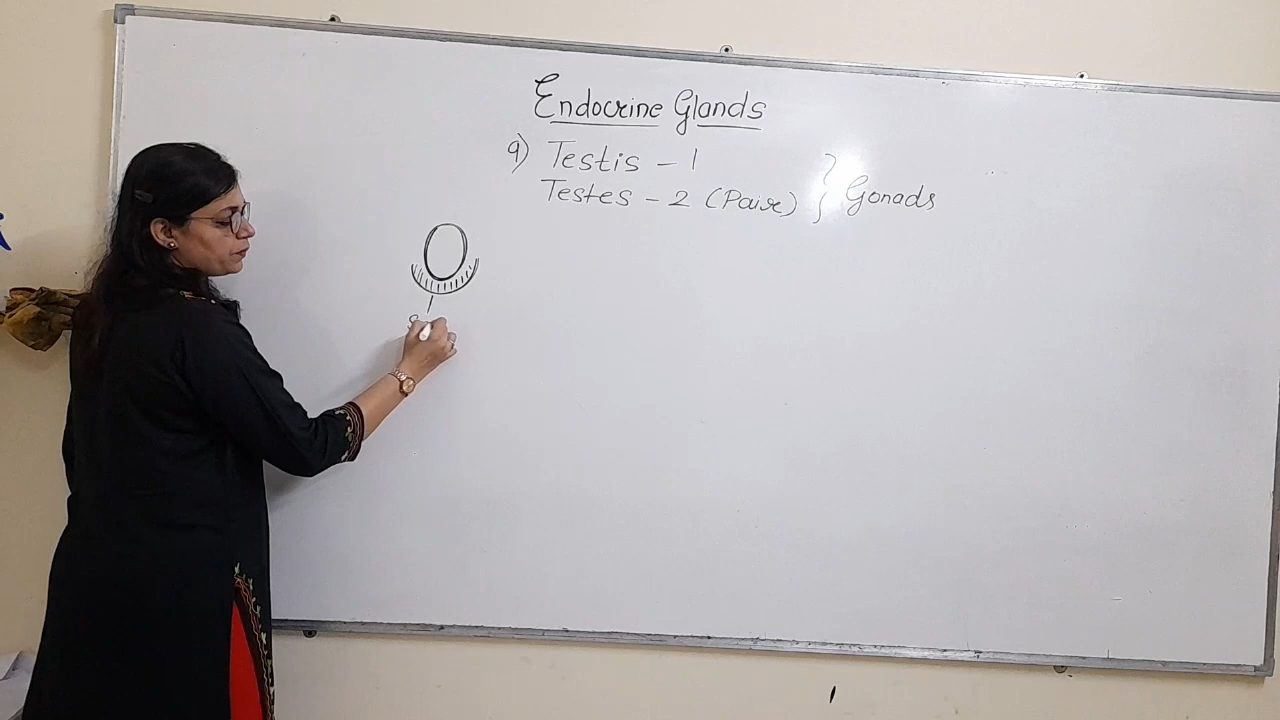 Endocrine Glands
9) Testis - 1
Testes - 2 (Pair) } Gonads
S